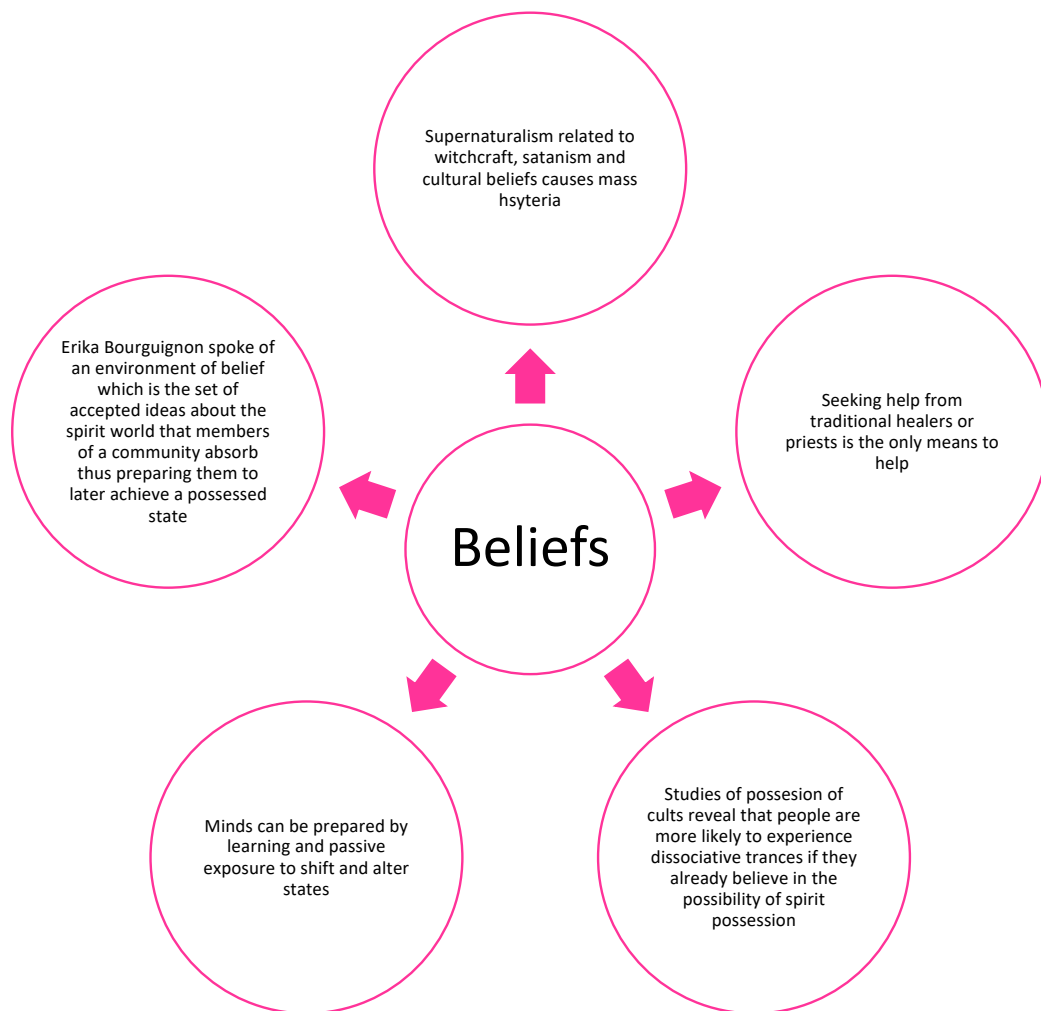 Supernaturalism related to
witchcraft, satanism and
cultural beliefs causes mass
hsyteria
Erika Bourguignon spoke of
an environment of belief
which is the set of
accepted ideas about the
spirit world that members
of a community absorb
thus preparing them to
later achieve a possessed
state
Seeking help from
traditional healers or
priests is the only means to
help
Beliefs
Minds can be prepared by
learning and passive
exposure to shift and alter
states
Studies of possesion of
cults reveal that people are
more likely to experience
dissociative trances if they
already believe in the
possibility of spirit
possession